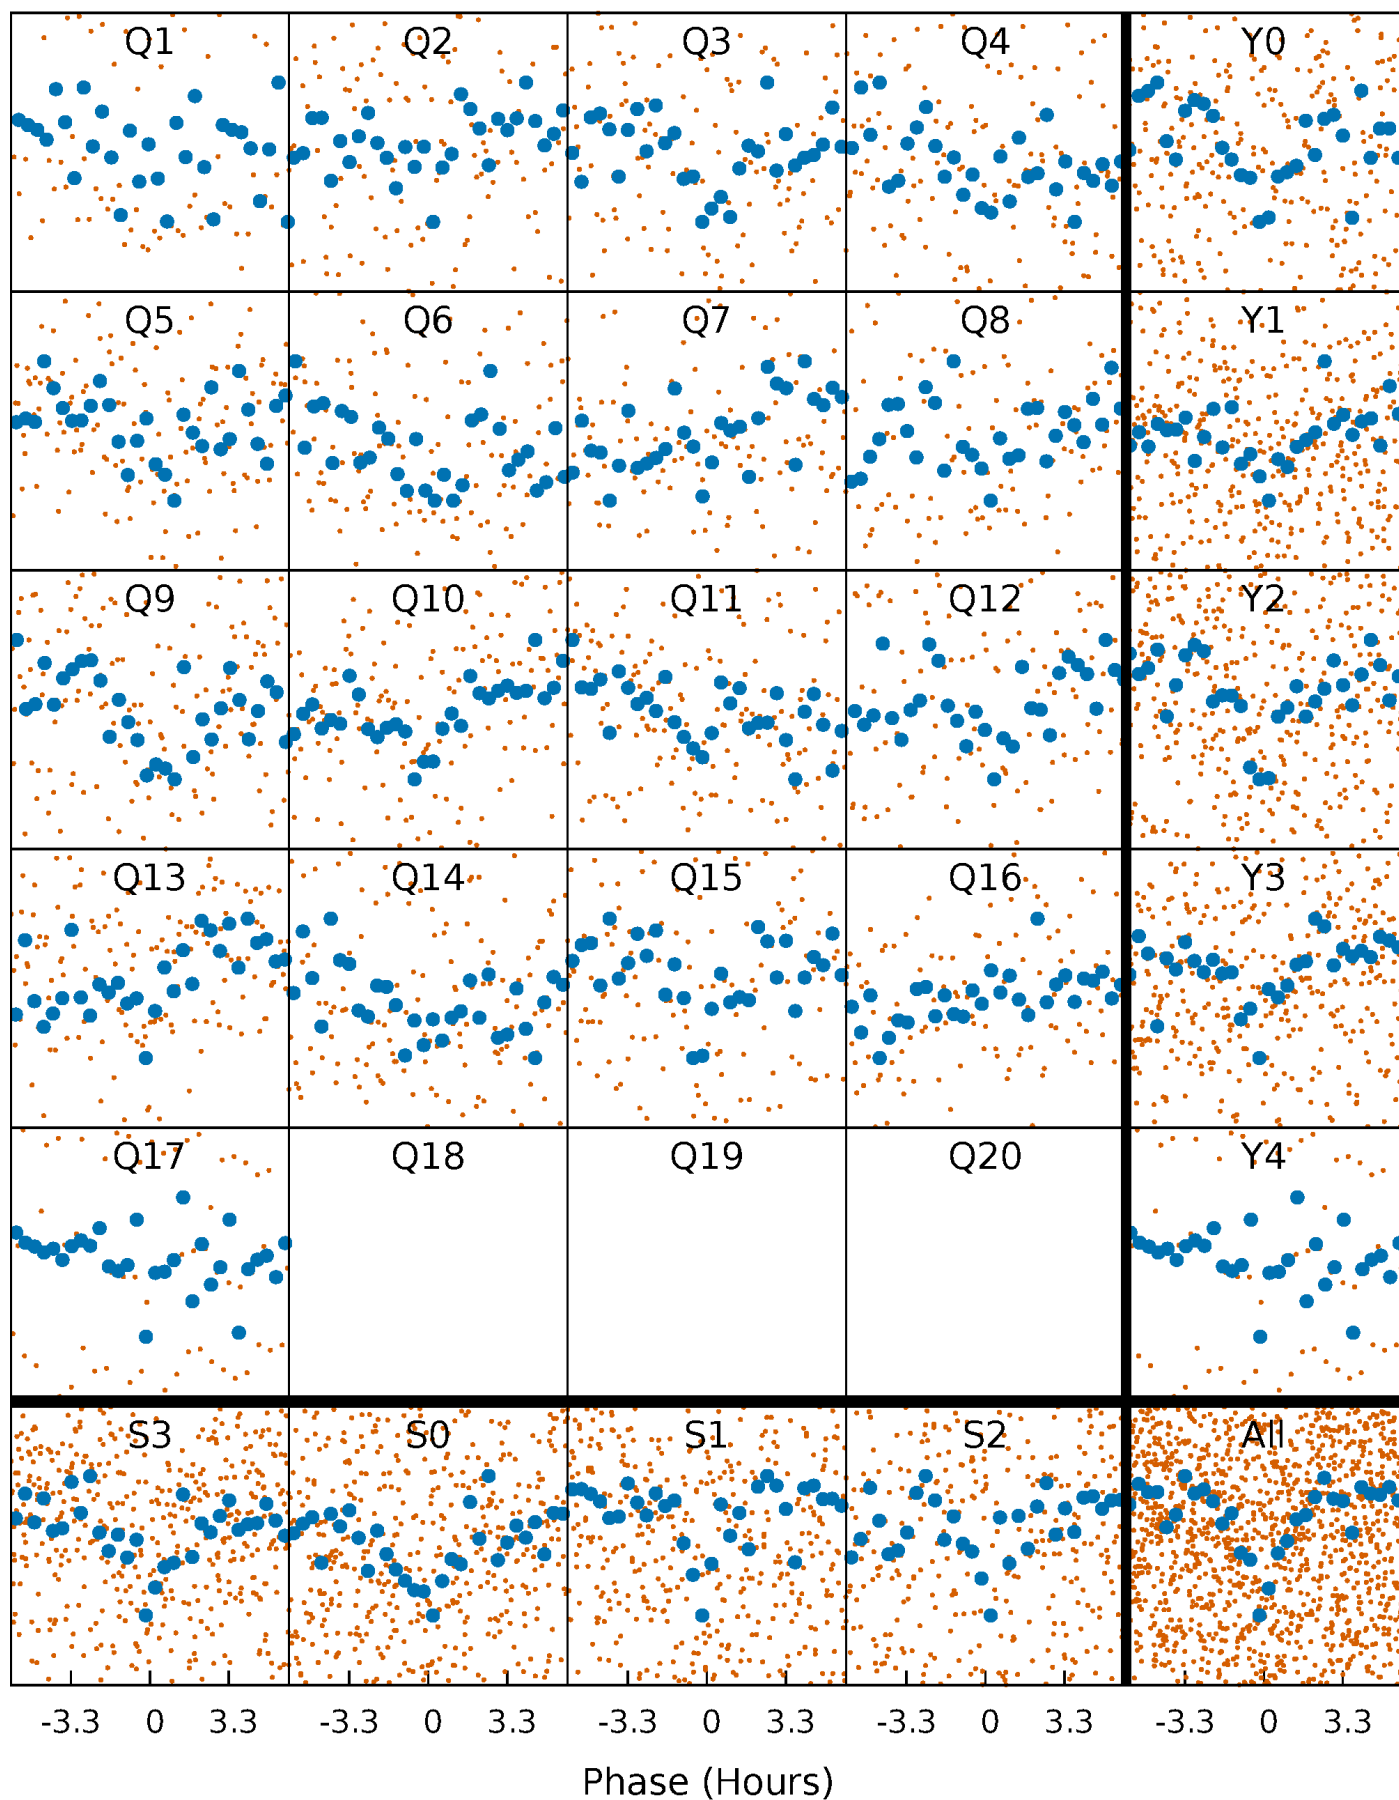 Q1 Q2 Q3 Q4 Y0
Q5 Q6 Q7 Q8 Y1
Q9 Q10 Q11 Q12 Y2
Q13 Q14 Q15 Q16 Y3
Q17 Q18 Q19 Q20 Y4
S3 S0 S1 S2 All
-3.3 0 3.3 -3.3 0 3.3 -3.3 0 3.3 -3.3 0 3.3 -3.3 0 3.3
Phase (Hours)